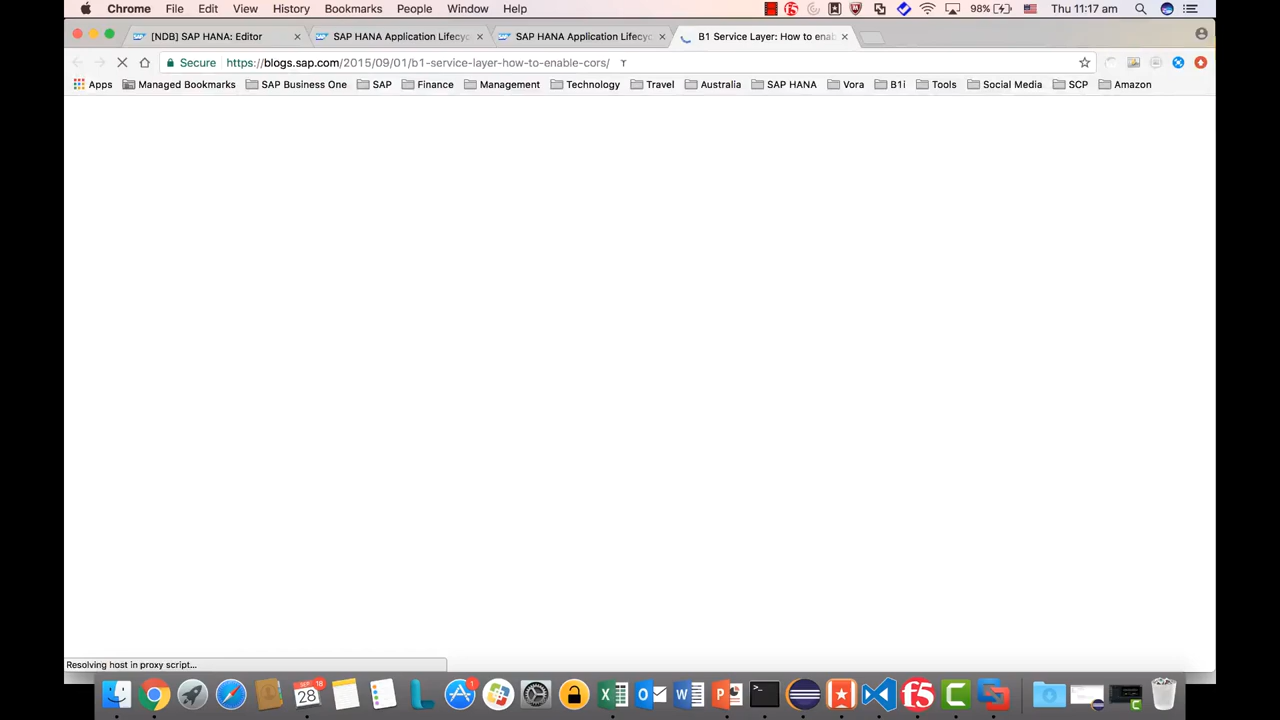 Chrome File Edit View History Bookmarks People Window Help 98% Thu 11:17 am
[NDB] SAP HANA: Editor SAP HANA Application Lifecyc SAP HANA Application Lifecyc B1 Service Layer: How to enab
Secure https://blogs.sap.com/2015/09/01/b1-service-layer-how-to-enable-cors/
Apps Managed Bookmarks SAP Business One SAP Finance Management Technology Travel Australia SAP HANA Vora B1i Tools Social Media SCP Amazon
Resolving host in proxy script...